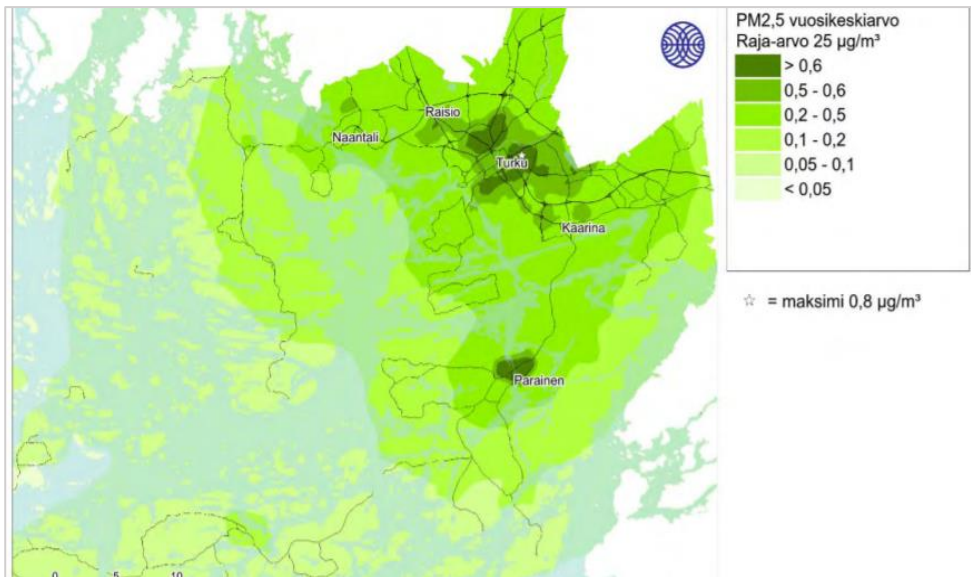 PM2,5 vuosikeskiarvo
Raja-arvo 25 µg/m³
> 0,6
0,5 - 0,6
0,2 - 0,5
0,1 - 0,2
0,05 - 0,1
< 0,05
☆ = maksimi 0,8 µg/m³
Raisio
Naantali
Turku
Kaarina
Parainen
0 5 10